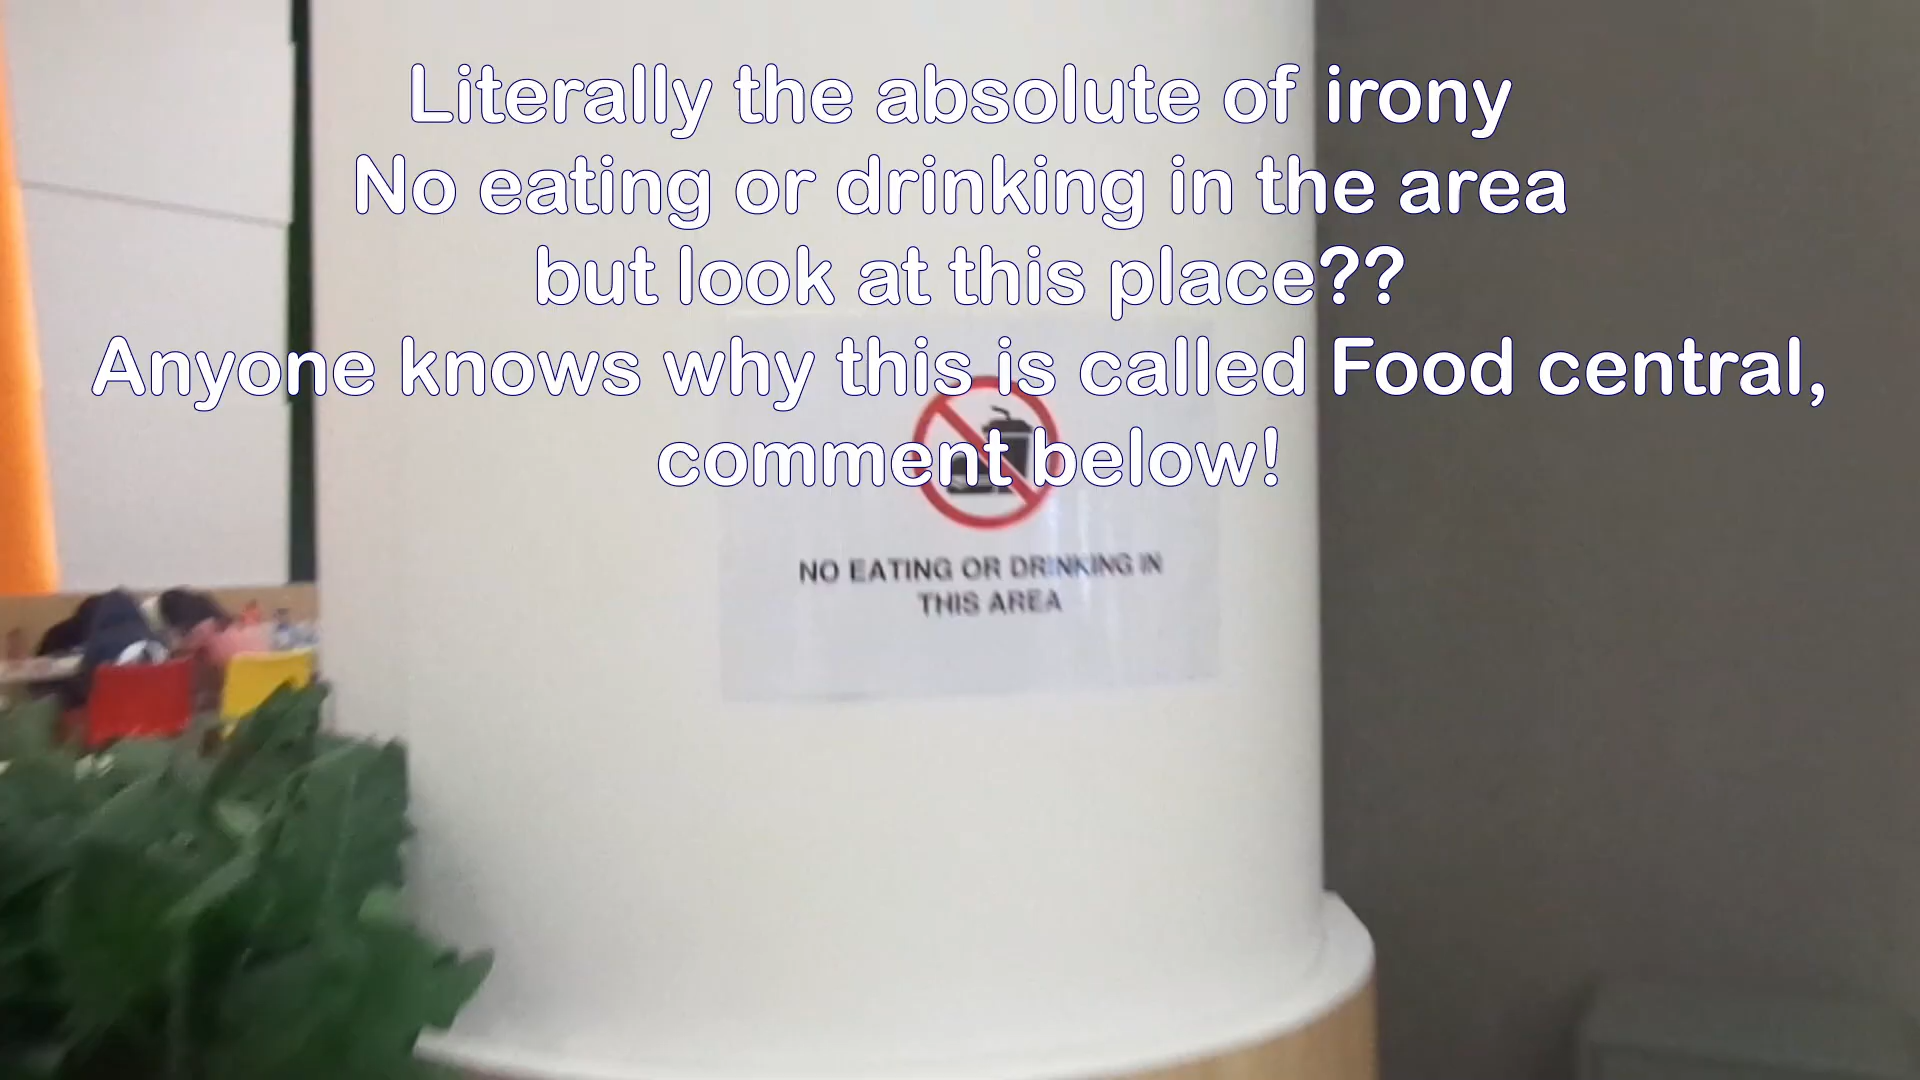 Literally the absolute of irony
No eating or drinking in the area
but look at this place??
Anyone knows why this is called Food central,
comment below!
NO EATING OR DRINKING IN
THIS AREA